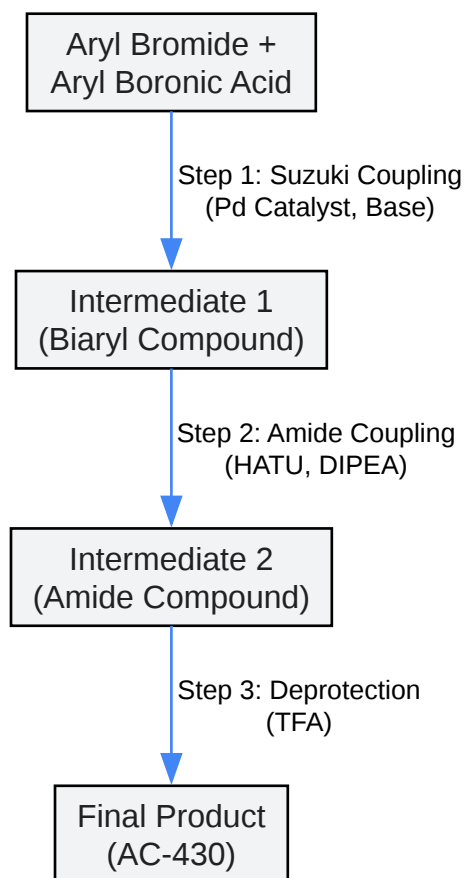 Aryl Bromide +
Aryl Boronic Acid
Step 1: Suzuki Coupling
(Pd Catalyst, Base)
Intermediate 1
(Biaryl Compound)
Step 2: Amide Coupling
(HATU, DIPEA)
Intermediate 2
(Amide Compound)
Step 3: Deprotection
(TFA)
Final Product
(AC-430)